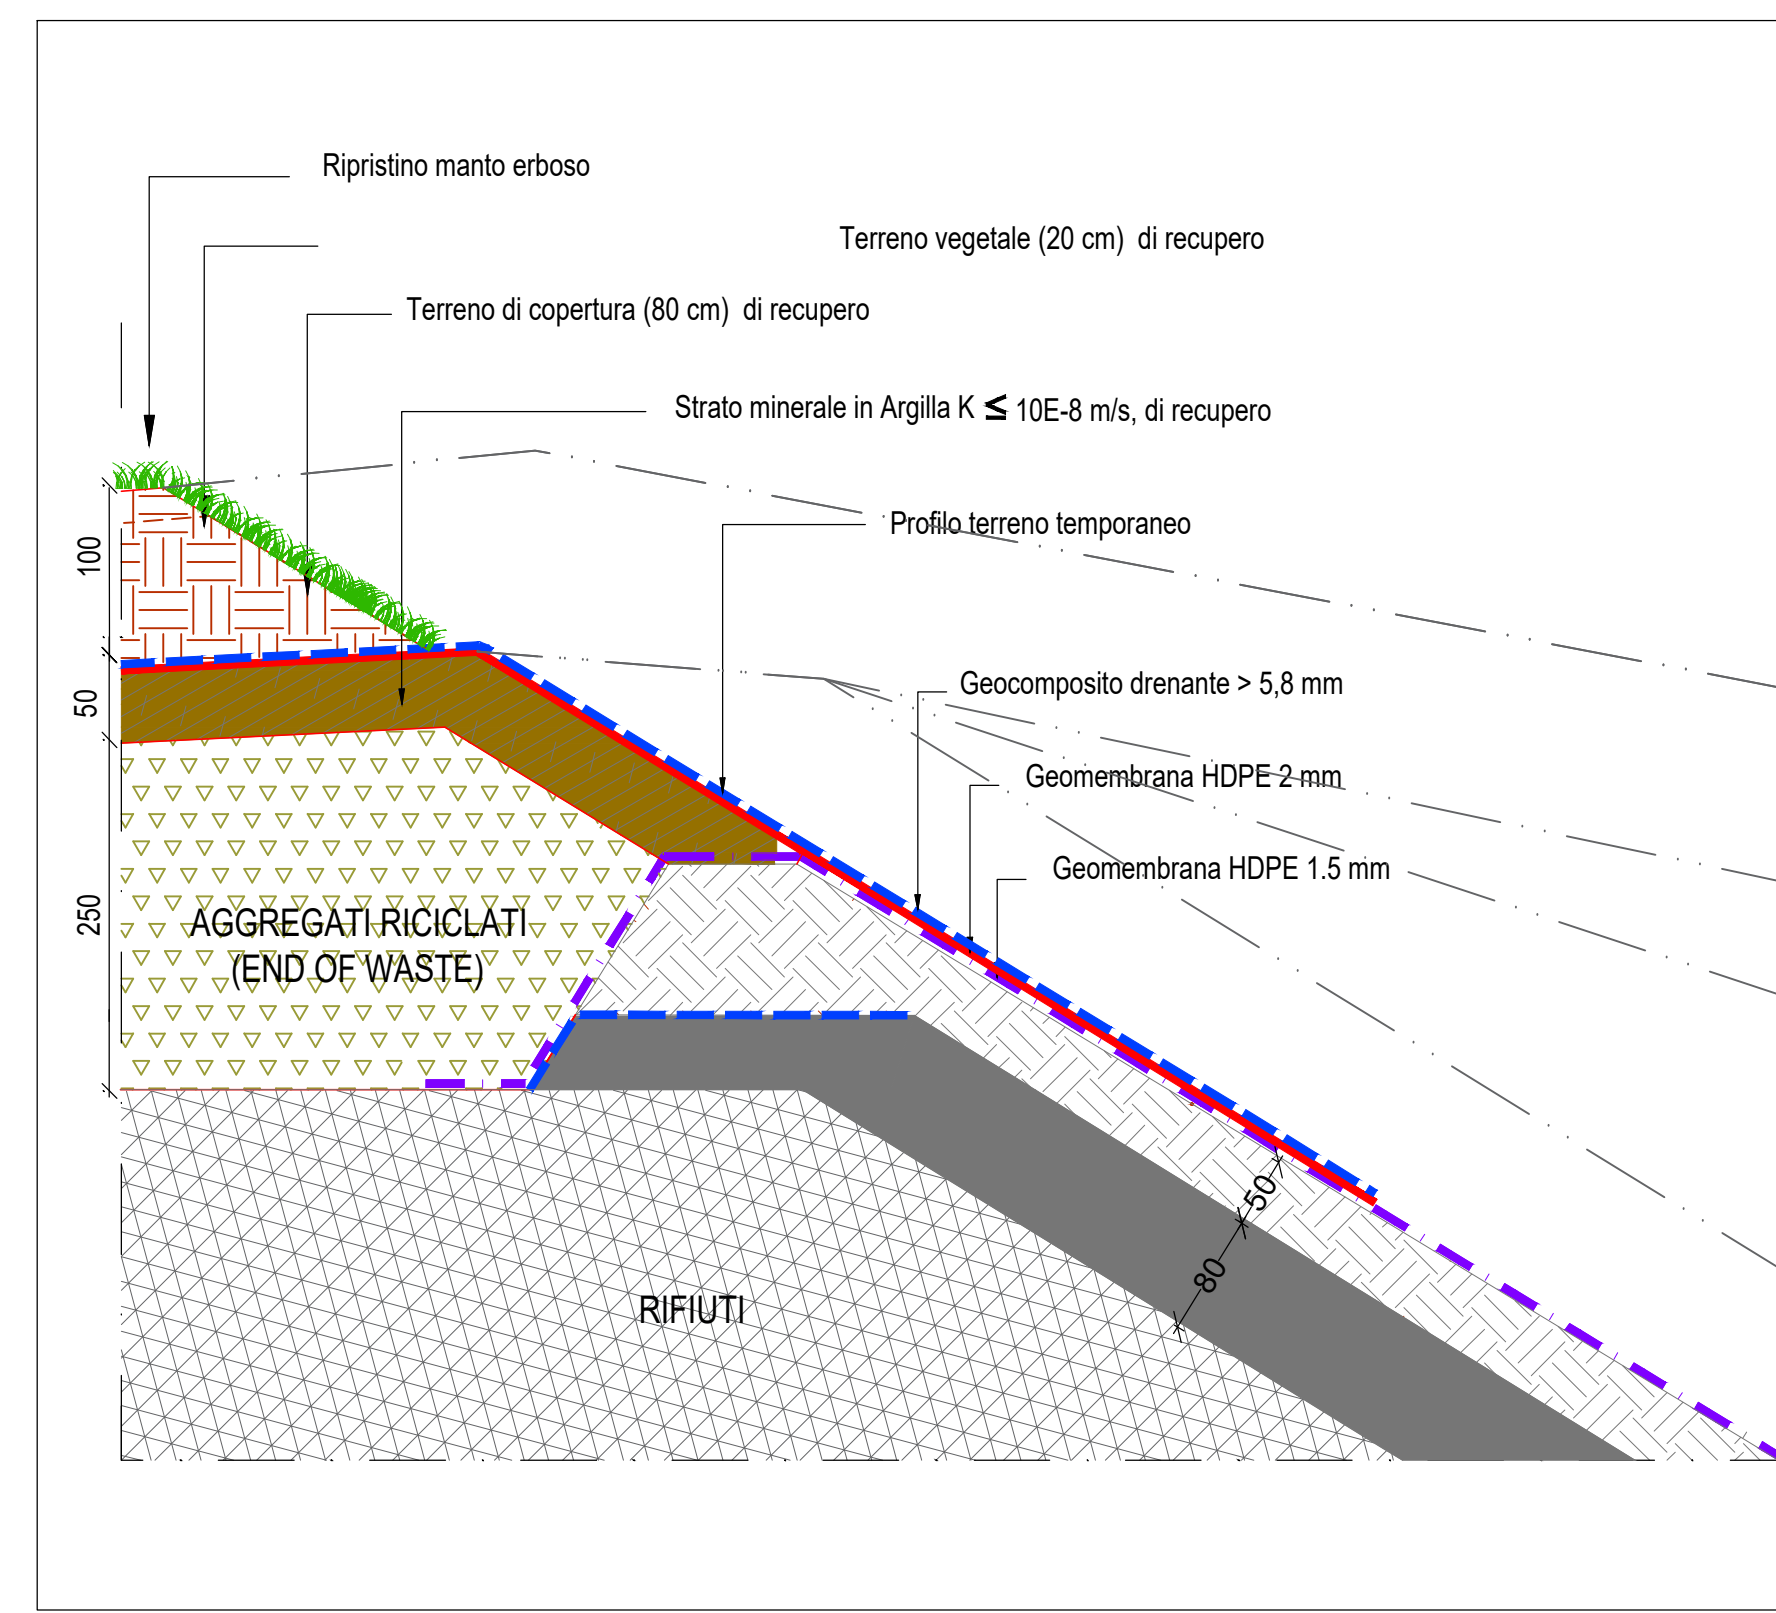 Ripristino manto erboso
Terreno vegetale (20 cm) di recupero
Terreno di copertura (80 cm) di recupero
Strato minerale in Argilla K ≤ 10E-8 m/s, di recupero
Profilo terreno temporaneo
Geocomposito drenante > 5,8 mm
Geomembrana HDPE 2 mm
Geomembrana HDPE 1.5 mm
100
50
250
AGGREGATI RICICLATI
(END OF WASTE)
50
80
RIFIUTI